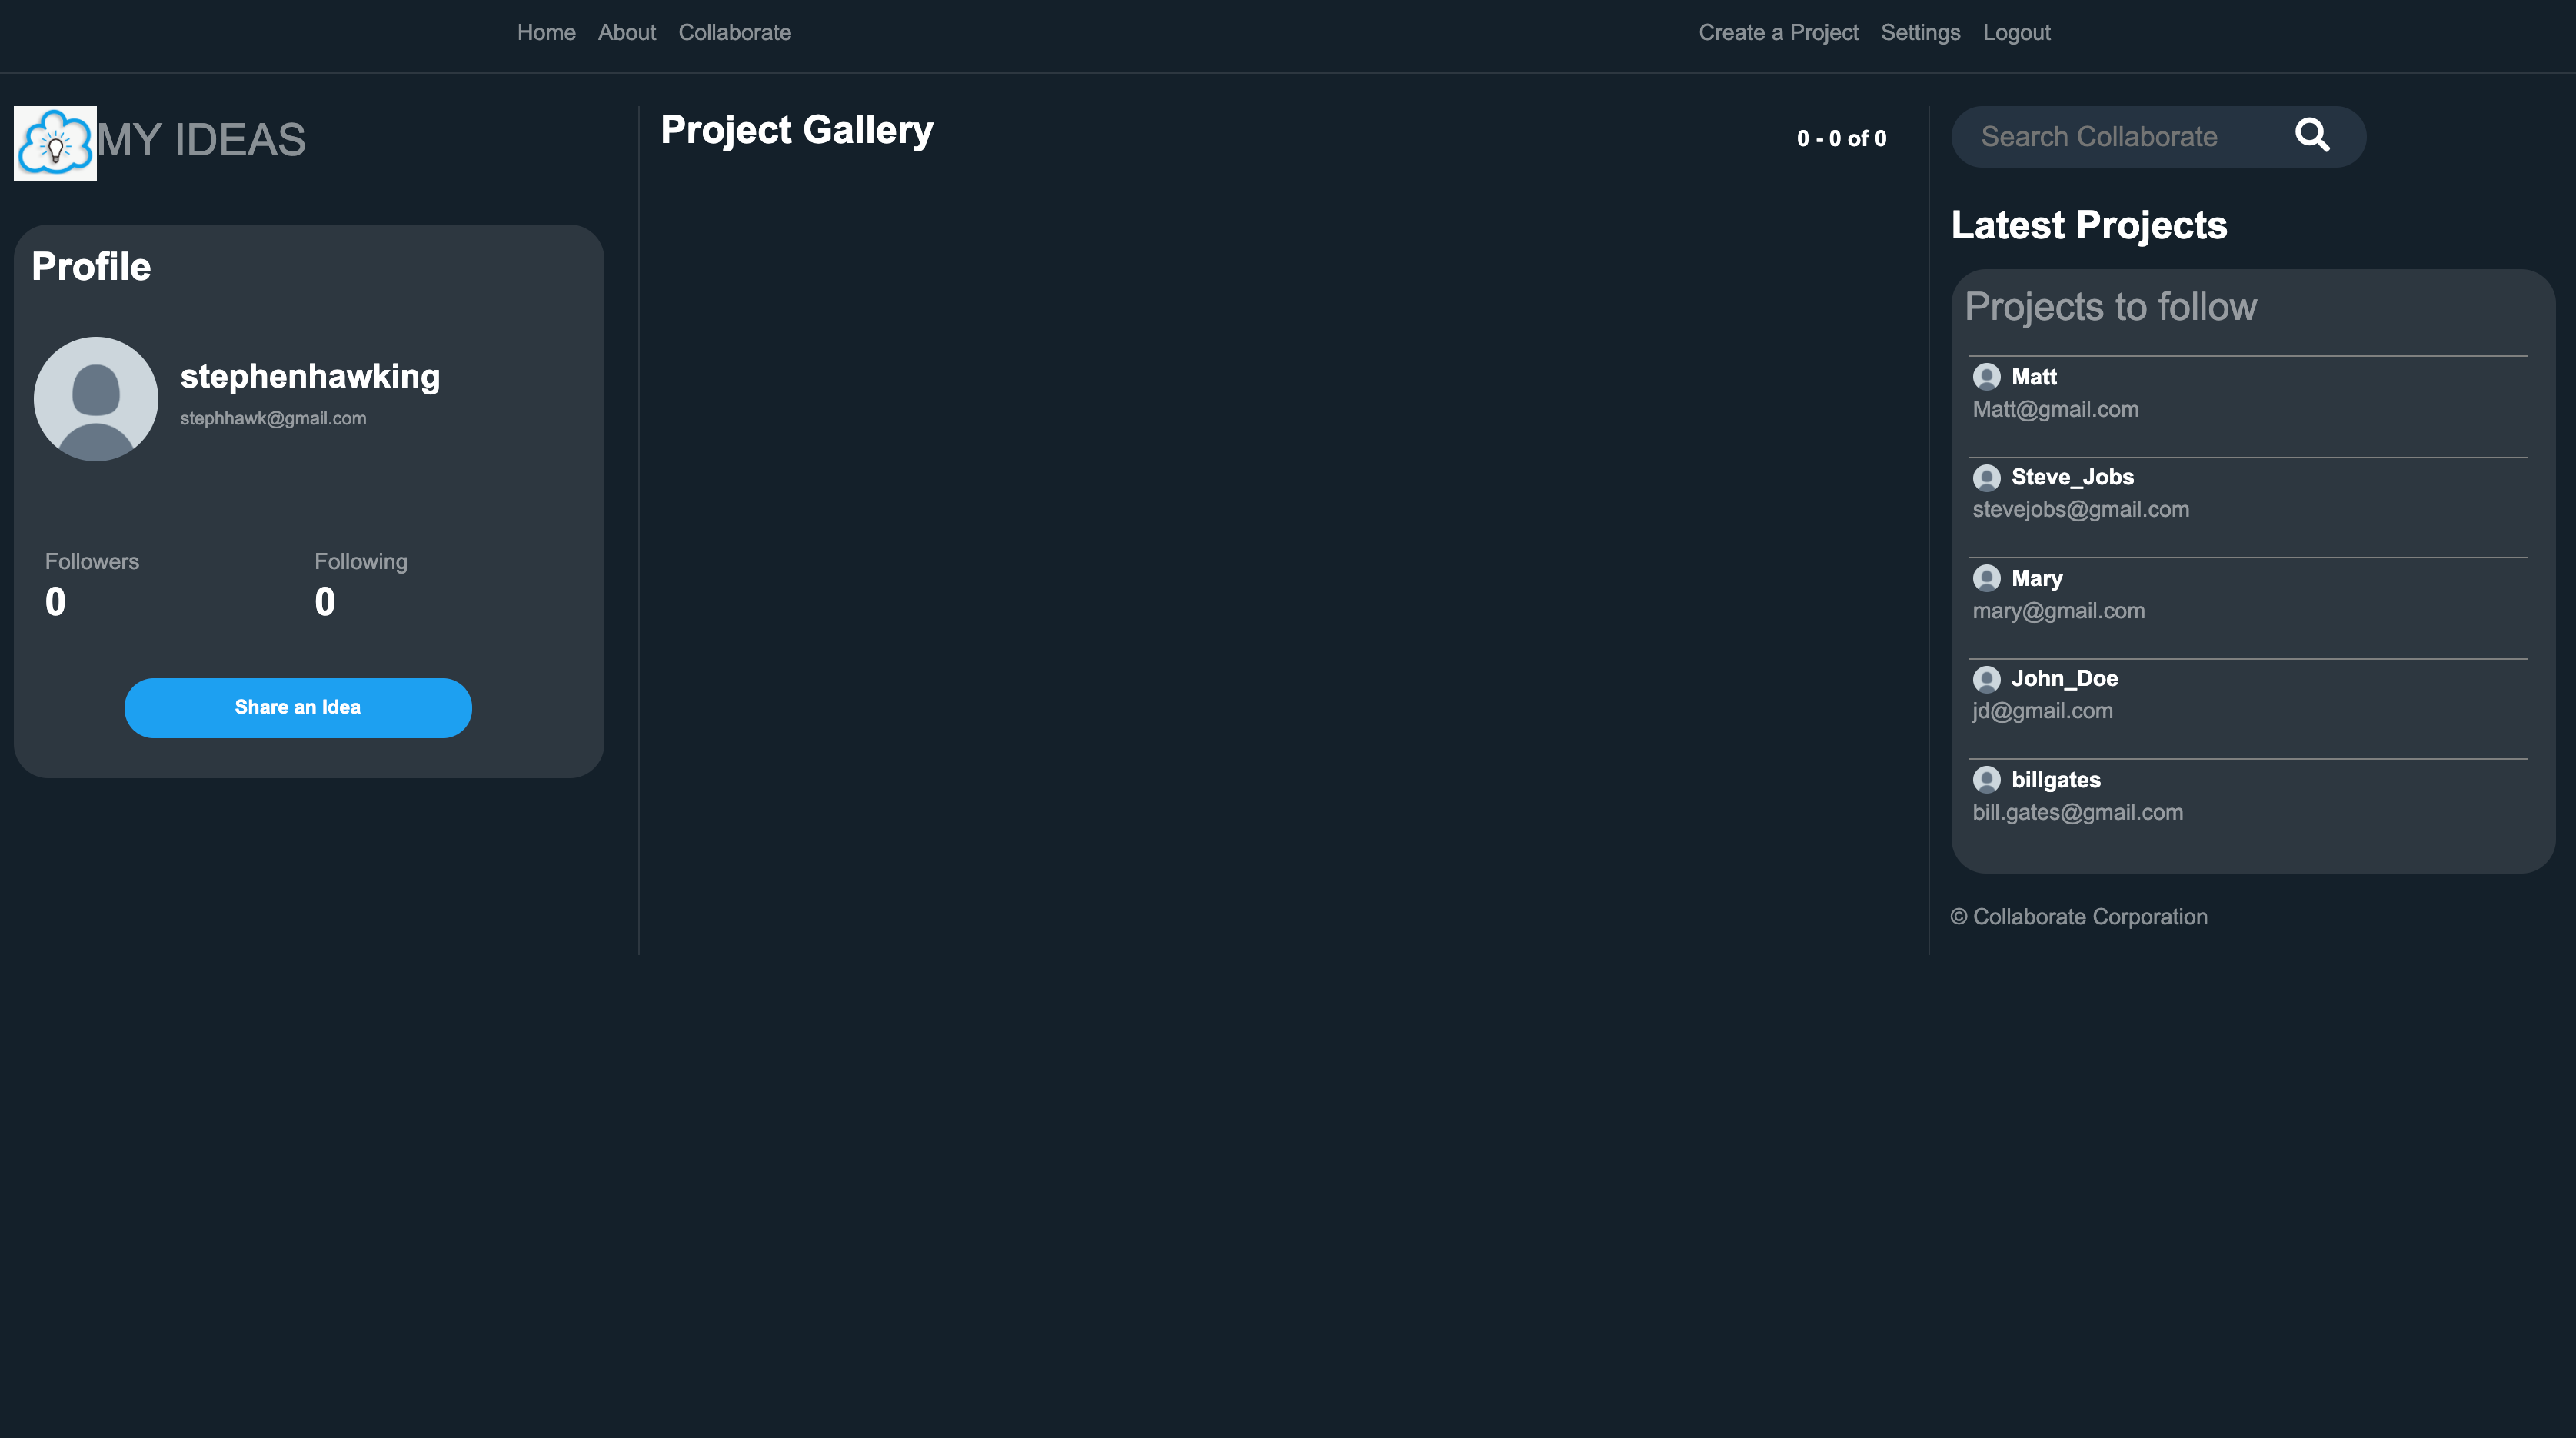 Home About Collaborate
Create a Project Settings Logout
MY IDEAS
Profile
stephenhawking
stephhawk@gmail.com
Followers Following
0 0
Share an Idea
Project Gallery
0 - 0 of 0
Search Collaborate
Latest Projects
Projects to follow
Matt
Matt@gmail.com
Steve_Jobs
stevejobs@gmail.com
Mary
mary@gmail.com
John_Doe
jd@gmail.com
billgates
bill.gates@gmail.com
© Collaborate Corporation